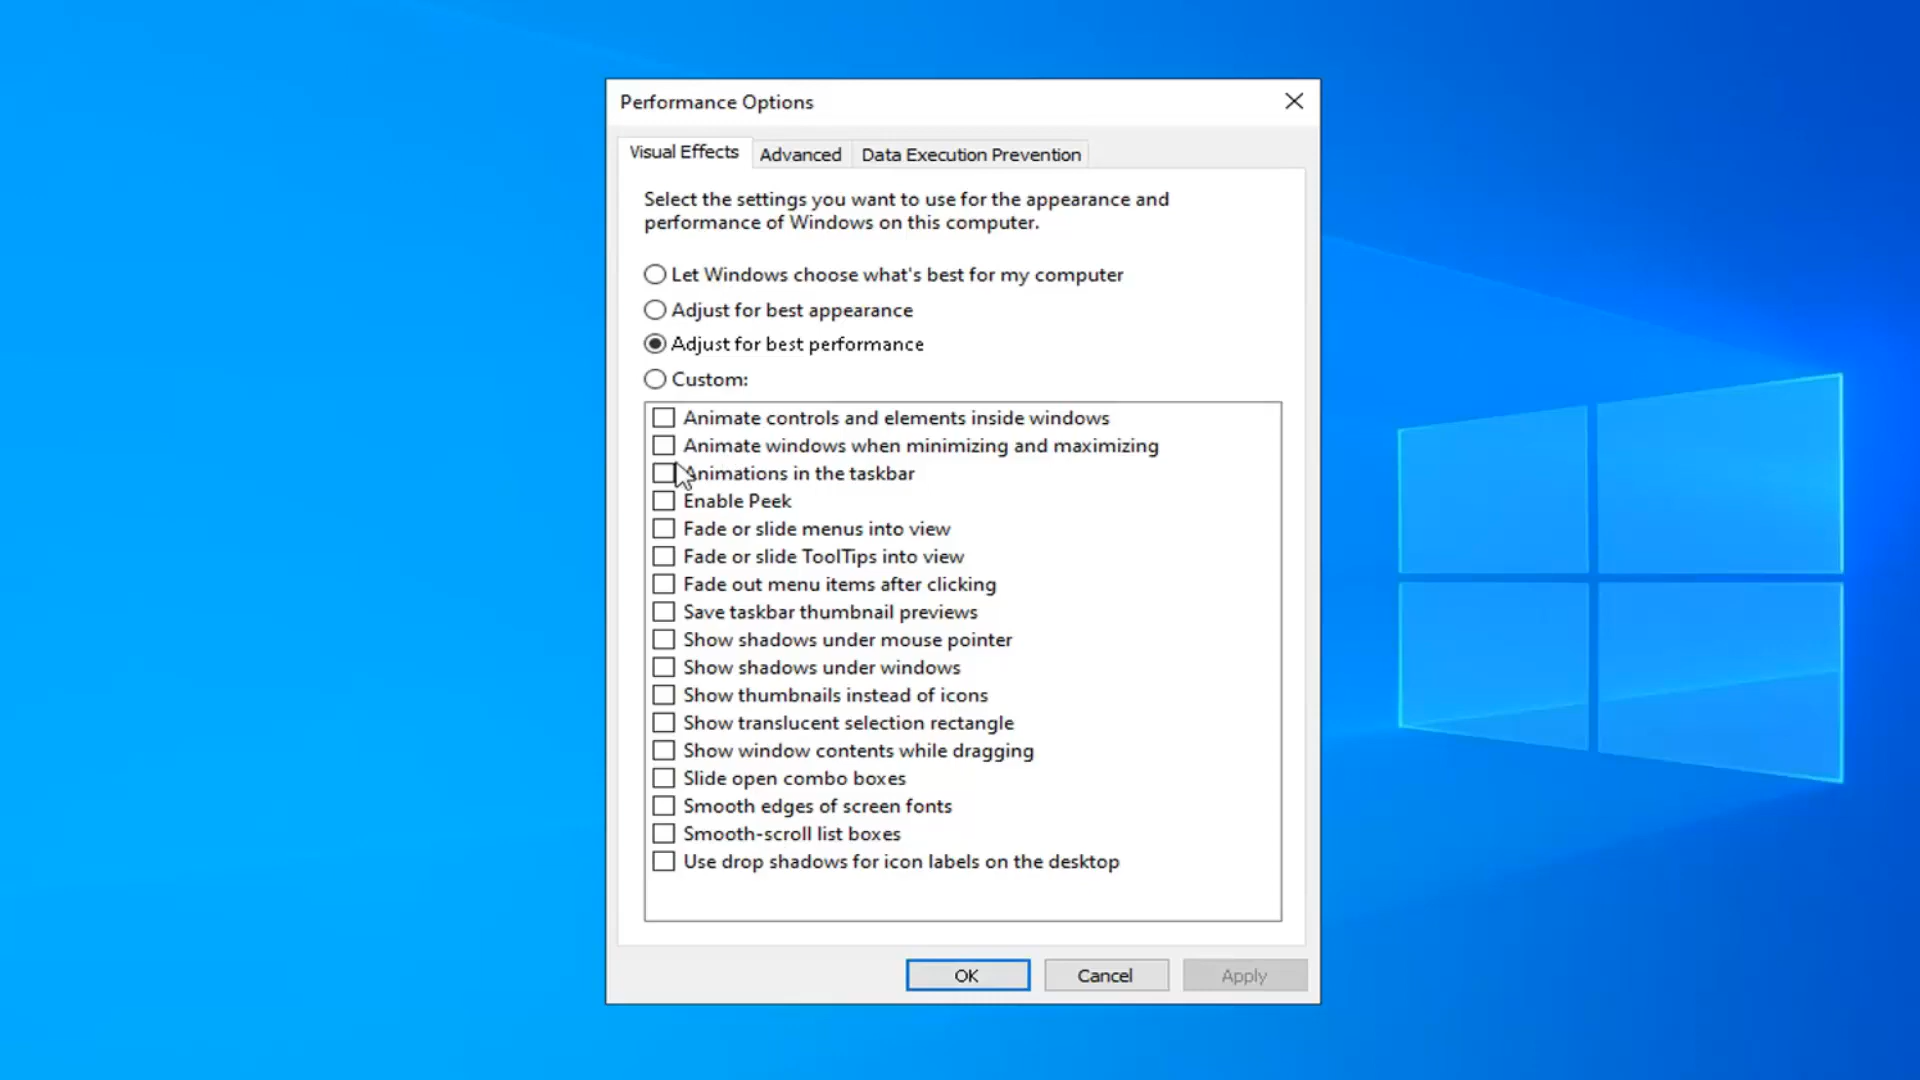 Performance Options
Visual Effects
Advanced
Data Execution Prevention
Select the settings you want to use for the appearance and
performance of Windows on this computer.
Let Windows choose what's best for my computer
Adjust for best appearance
Adjust for best performance
Custom:
Animate controls and elements inside windows
Animate windows when minimizing and maximizing
Animations in the taskbar
Enable Peek
Fade or slide menus into view
Fade or slide ToolTips into view
Fade out menu items after clicking
Save taskbar thumbnail previews
Show shadows under mouse pointer
Show shadows under windows
Show thumbnails instead of icons
Show translucent selection rectangle
Show window contents while dragging
Slide open combo boxes
Smooth edges of screen fonts
Smooth-scroll list boxes
Use drop shadows for icon labels on the desktop
OK
Cancel
Apply